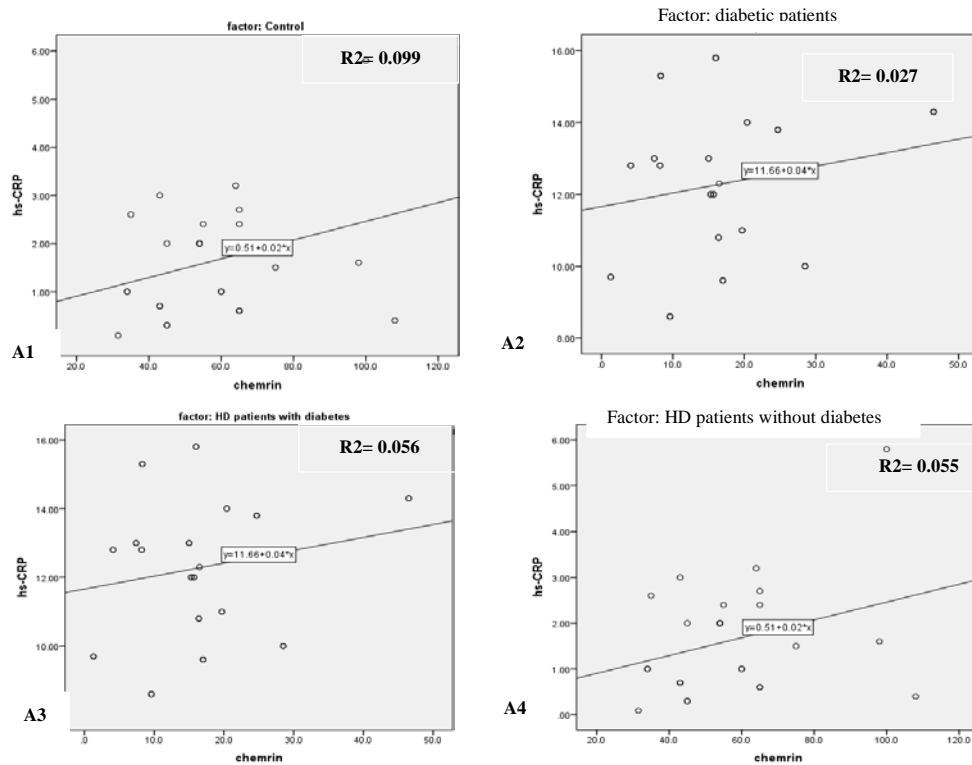 factor: Control
R2= 0.099
6.00
5.00
4.00
3.00
2.00
1.00
hs-CRP
y=0.51+0.02*x
A1
20.0 40.0 60.0 80.0 100.0 120.0
chemrin
Factor: diabetic patients
R2= 0.027
16.00
14.00
12.00
10.00
8.00
hs-CRP
y=11.66+0.04*x
A2
.0 10.0 20.0 30.0 40.0 50.0
chemrin
factor: HD patients with diabetes
R2= 0.056
16.00
14.00
12.00
10.00
hs-CRP
y=11.66+0.04*x
A3
.0 10.0 20.0 30.0 40.0 50.0
chemrin
Factor: HD patients without diabetes
R2= 0.055
6.00
5.00
4.00
3.00
2.00
1.00
.00
hs-CRP
y=0.51+0.02*x
A4
20.0 40.0 60.0 80.0 100.0 120.0
chemrin